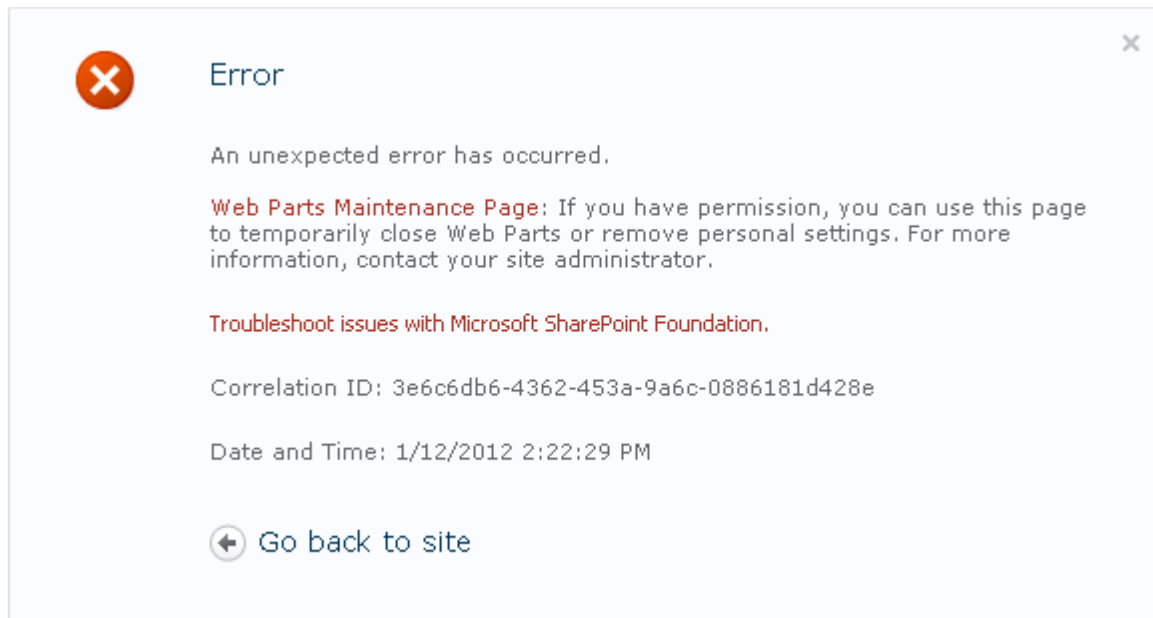 Error
An unexpected error has occurred.
Web Parts Maintenance Page: If you have permission, you can use this page
to temporarily close Web Parts or remove personal settings. For more
information, contact your site administrator.
Troubleshoot issues with Microsoft SharePoint Foundation.
Correlation ID: 3e6c6db6-4362-453a-9a6c-0886181d428e
Date and Time: 1/12/2012 2:22:29 PM
Go back to site